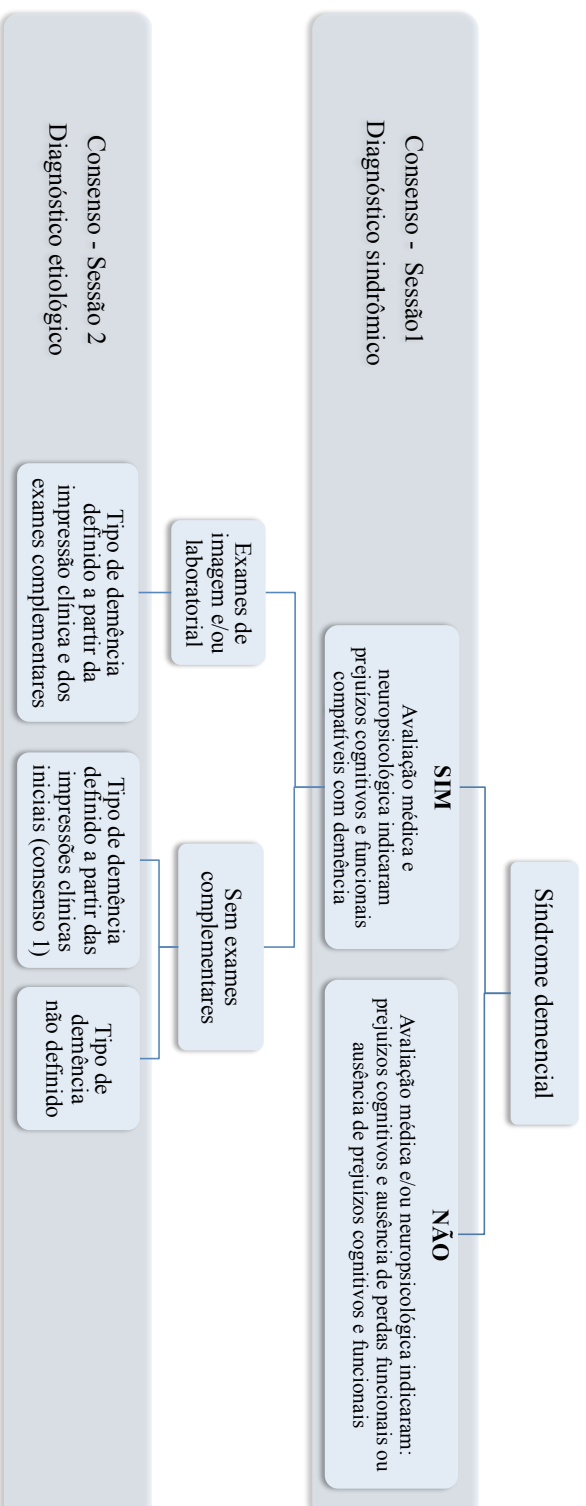 Síndrome demencial
Consenso - Sessão1
Diagnóstico sindrômico
SIM
Avaliação médica e
neuropsicológica indicaram
prejuízos cognitivos e funcionais
compatíveis com demência
NÃO
Avaliação médica e/ou neuropsicológica indicaram:
prejuízos cognitivos e ausência de perdas funcionais ou
ausência de prejuízos cognitivos e funcionais
Exames de
imagem e/ou
laboratorial
Sem exames
complementares
Consenso - Sessão 2
Diagnóstico etiológico
Tipo de demência
definido a partir da
impressão clínica e dos
exames complementares
Tipo de demência
definido a partir das
impressões clínicas
iniciais (consenso 1)
Tipo de
demência
não definido